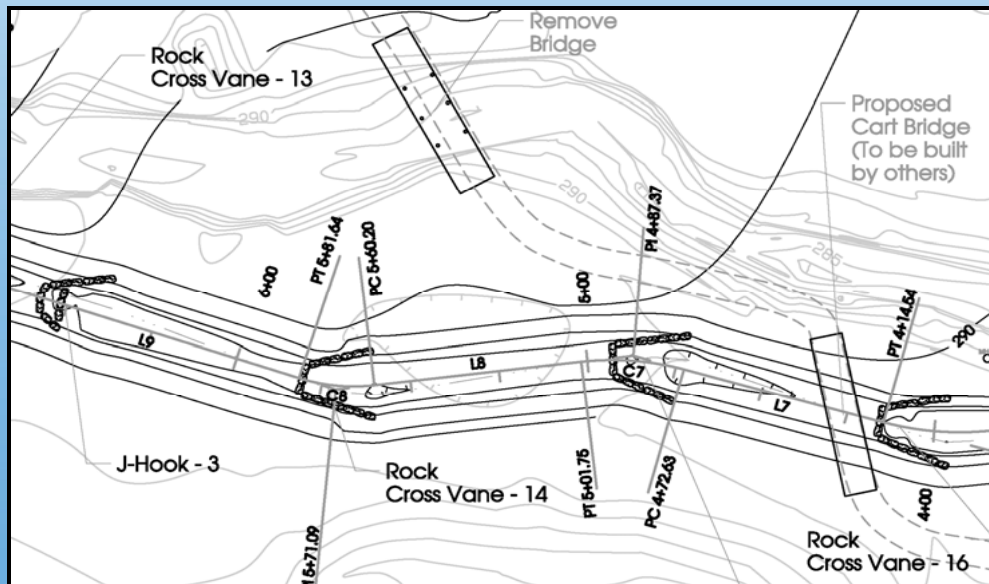 Remove
Bridge
Rock
Cross Vane - 13
290
Proposed
Cart Bridge
(To be built
by others)
290
285
PI 4+87.37
PT 5+81.64
PC 5+60.20
6+00
5+00
PT 4+14.54
290
L9
L8
C7
L7
C8
J-Hook - 3
Rock
Cross Vane - 14
PT 5+01.75
PC 4+72.63
4+00
5+71.09
Rock
Cross Vane - 16